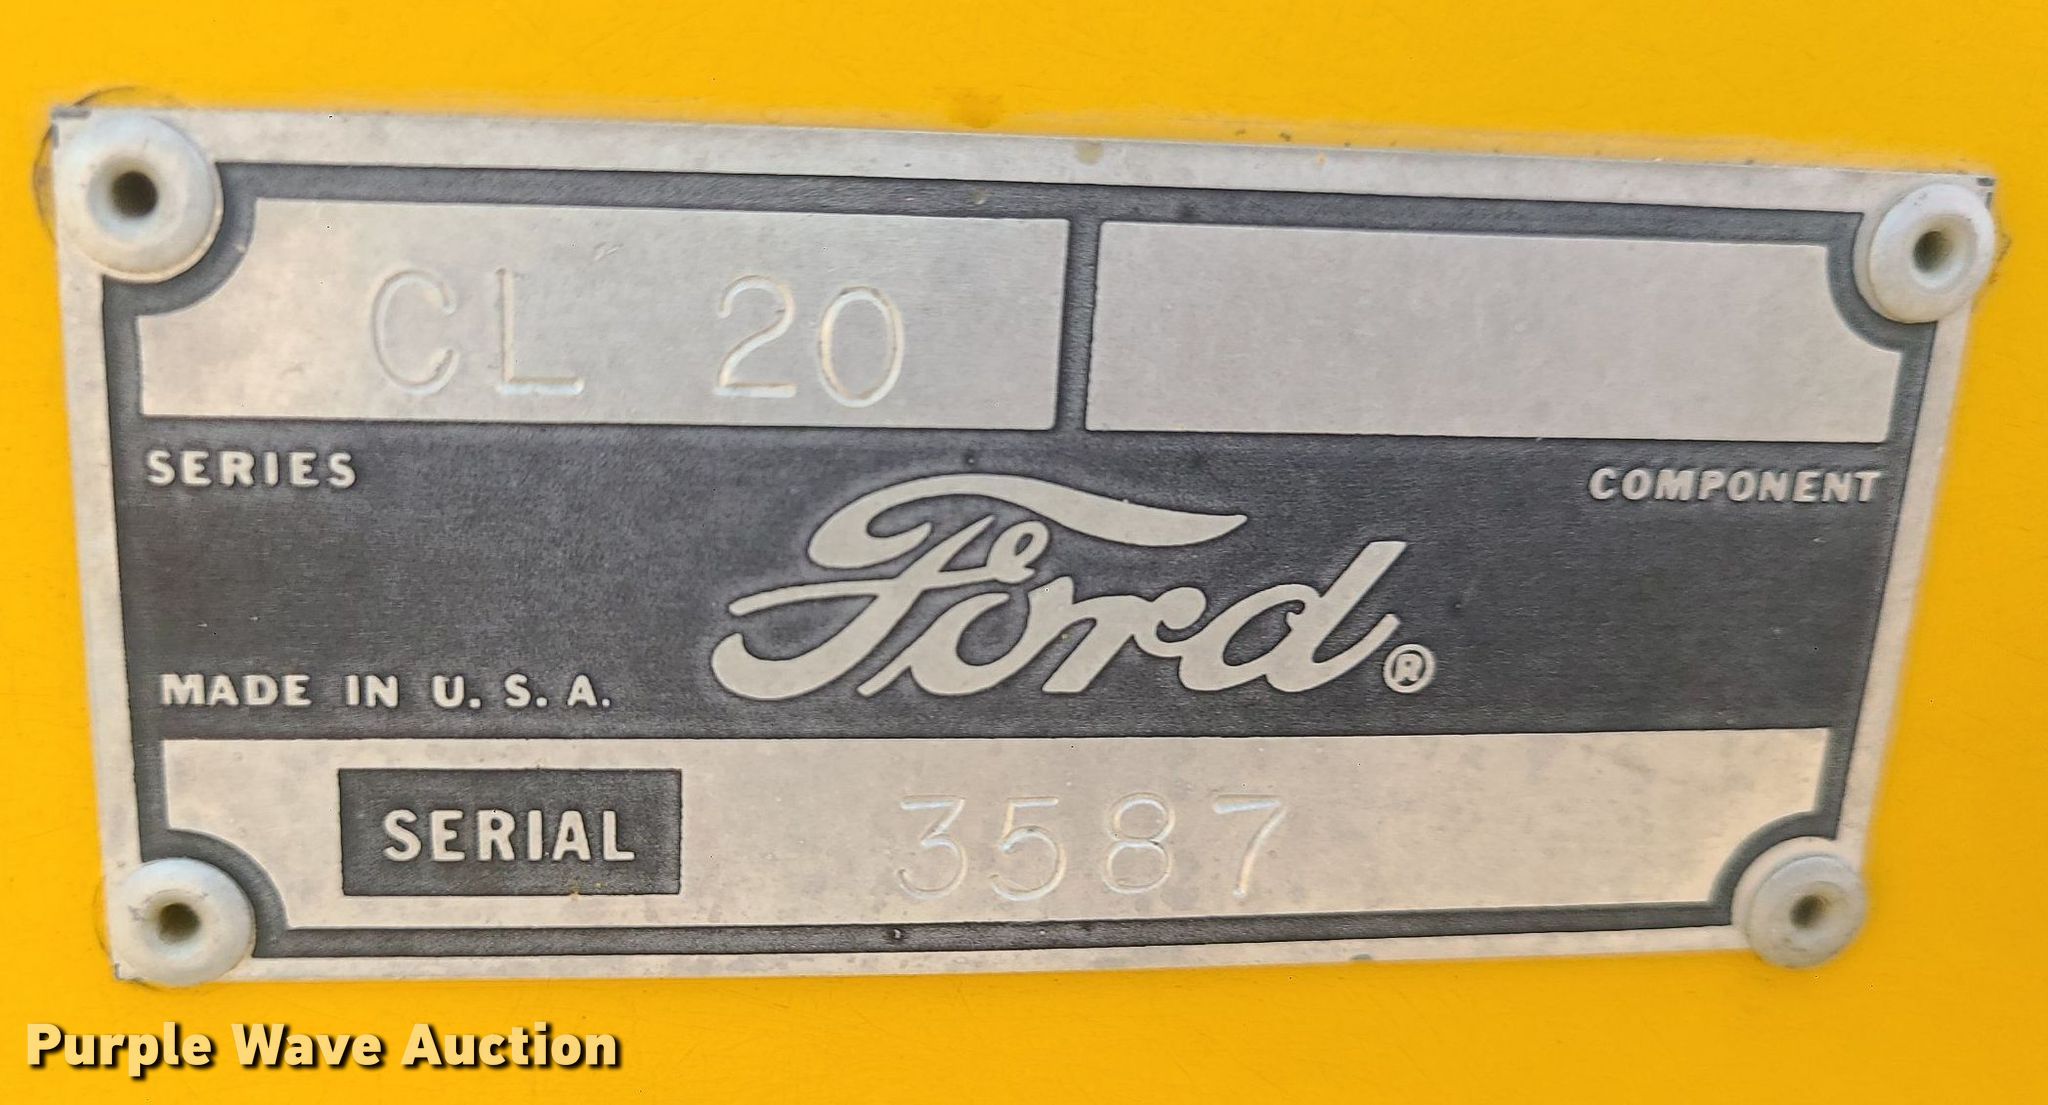 CL 20
SERIES
COMPONENT
Ford®
MADE IN U. S. A.
SERIAL 3587
Purple Wave Auction